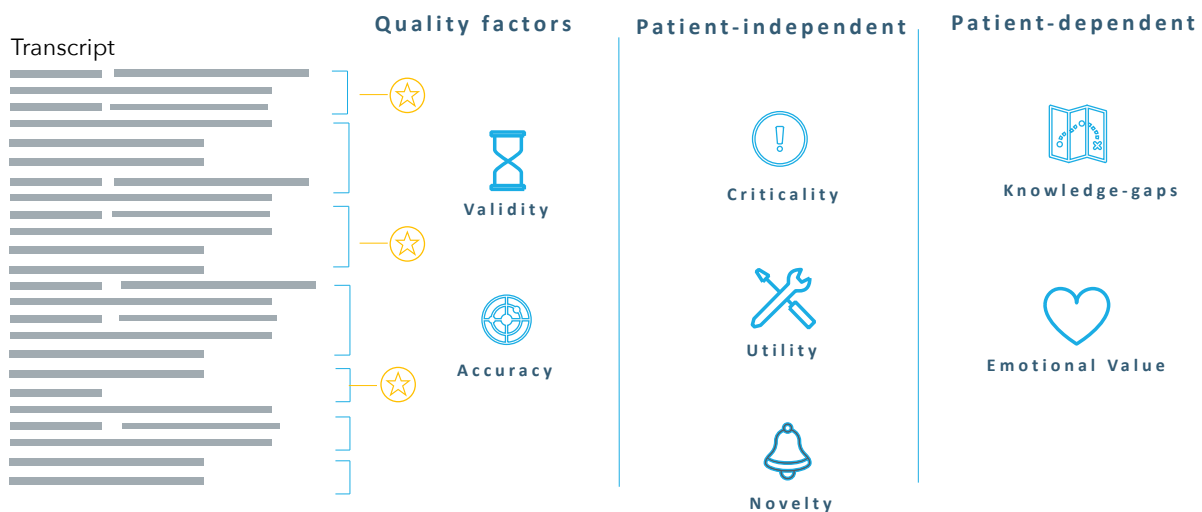 Quality factors
Patient-independent
Patient-dependent
Transcript
Validity
Accuracy
Criticality
Utility
Novelty
Knowledge-gaps
Emotional Value